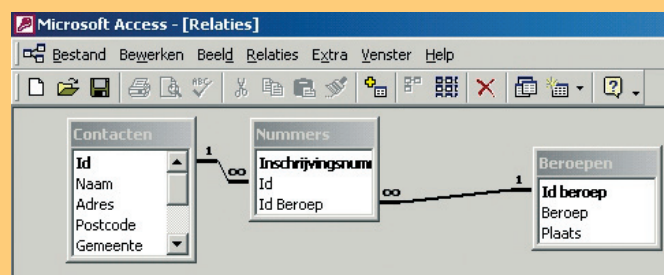 Microsoft Access - [Relaties]
Bestand Bewerken Beeld Relaties Extra Venster Help
Contacten
Id
Naam
Adres
Postcode
Gemeente
1
∞
Nummers
Inschrijvingsnum
Id
Id Beroep
∞
1
Beroepen
Id beroep
Beroep
Plaats